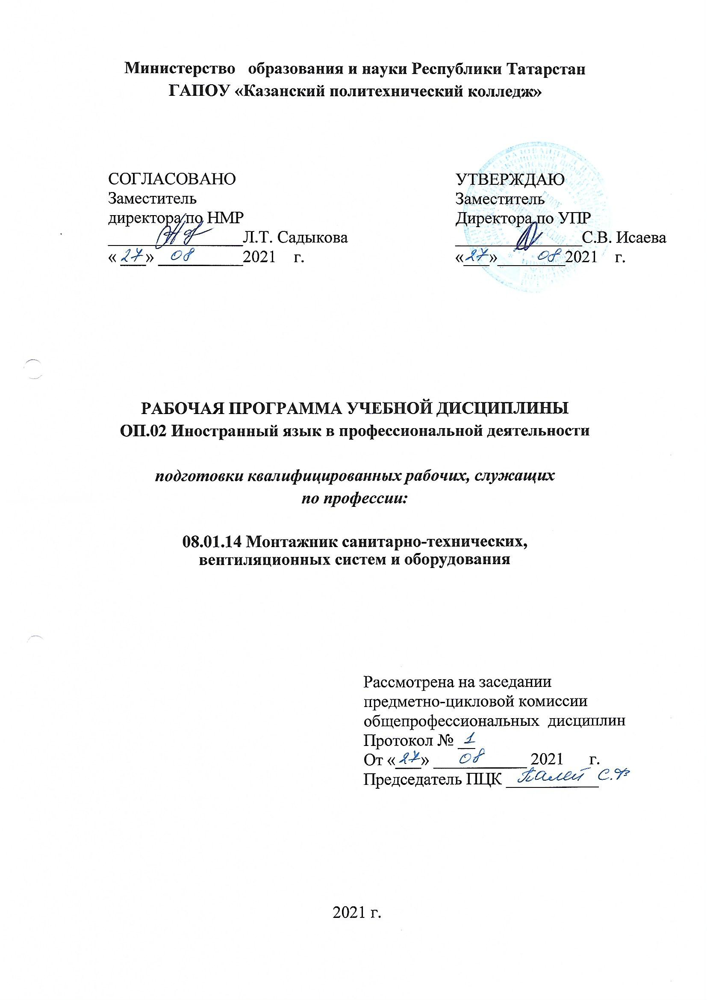 Министерство образования и науки Республики Татарстан
ГАПОУ «Казанский политехнический колледж»
СОГЛАСОВАНО
Заместитель
директора по НМР
Л.Т. Садыкова
«27» 08 2021 г.
УТВЕРЖДАЮ
Заместитель
Директора по УПР
С.В. Исаева
«27» 08 2021 г.
РАБОЧАЯ ПРОГРАММА УЧЕБНОЙ ДИСЦИПЛИНЫ
ОП.02 Иностранный язык в профессиональной деятельности
подготовки квалифицированных рабочих, служащих
по профессии:
08.01.14 Монтажник санитарно-технических,
вентиляционных систем и оборудования
Рассмотрена на заседании
предметно-цикловой комиссии
общепрофессиональных дисциплин
Протокол № 1
От «27» 08 2021 г.
Председатель ПЦК Палей С.Ф
2021 г.